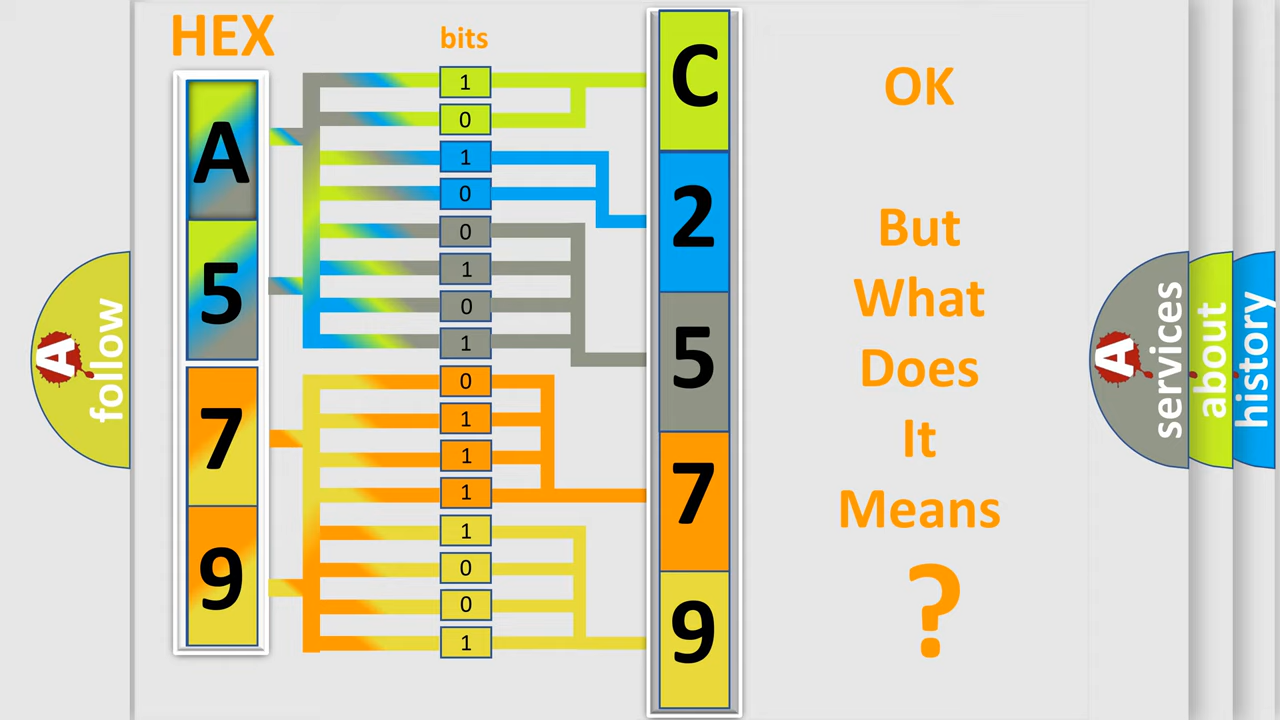 HEX
bits
A
5
7
9
1
0
1
0
0
1
0
1
0
1
1
1
1
0
0
1
C
2
5
7
9
OK
But
What
Does
It
Means
?
A
follow
A
services
about
history